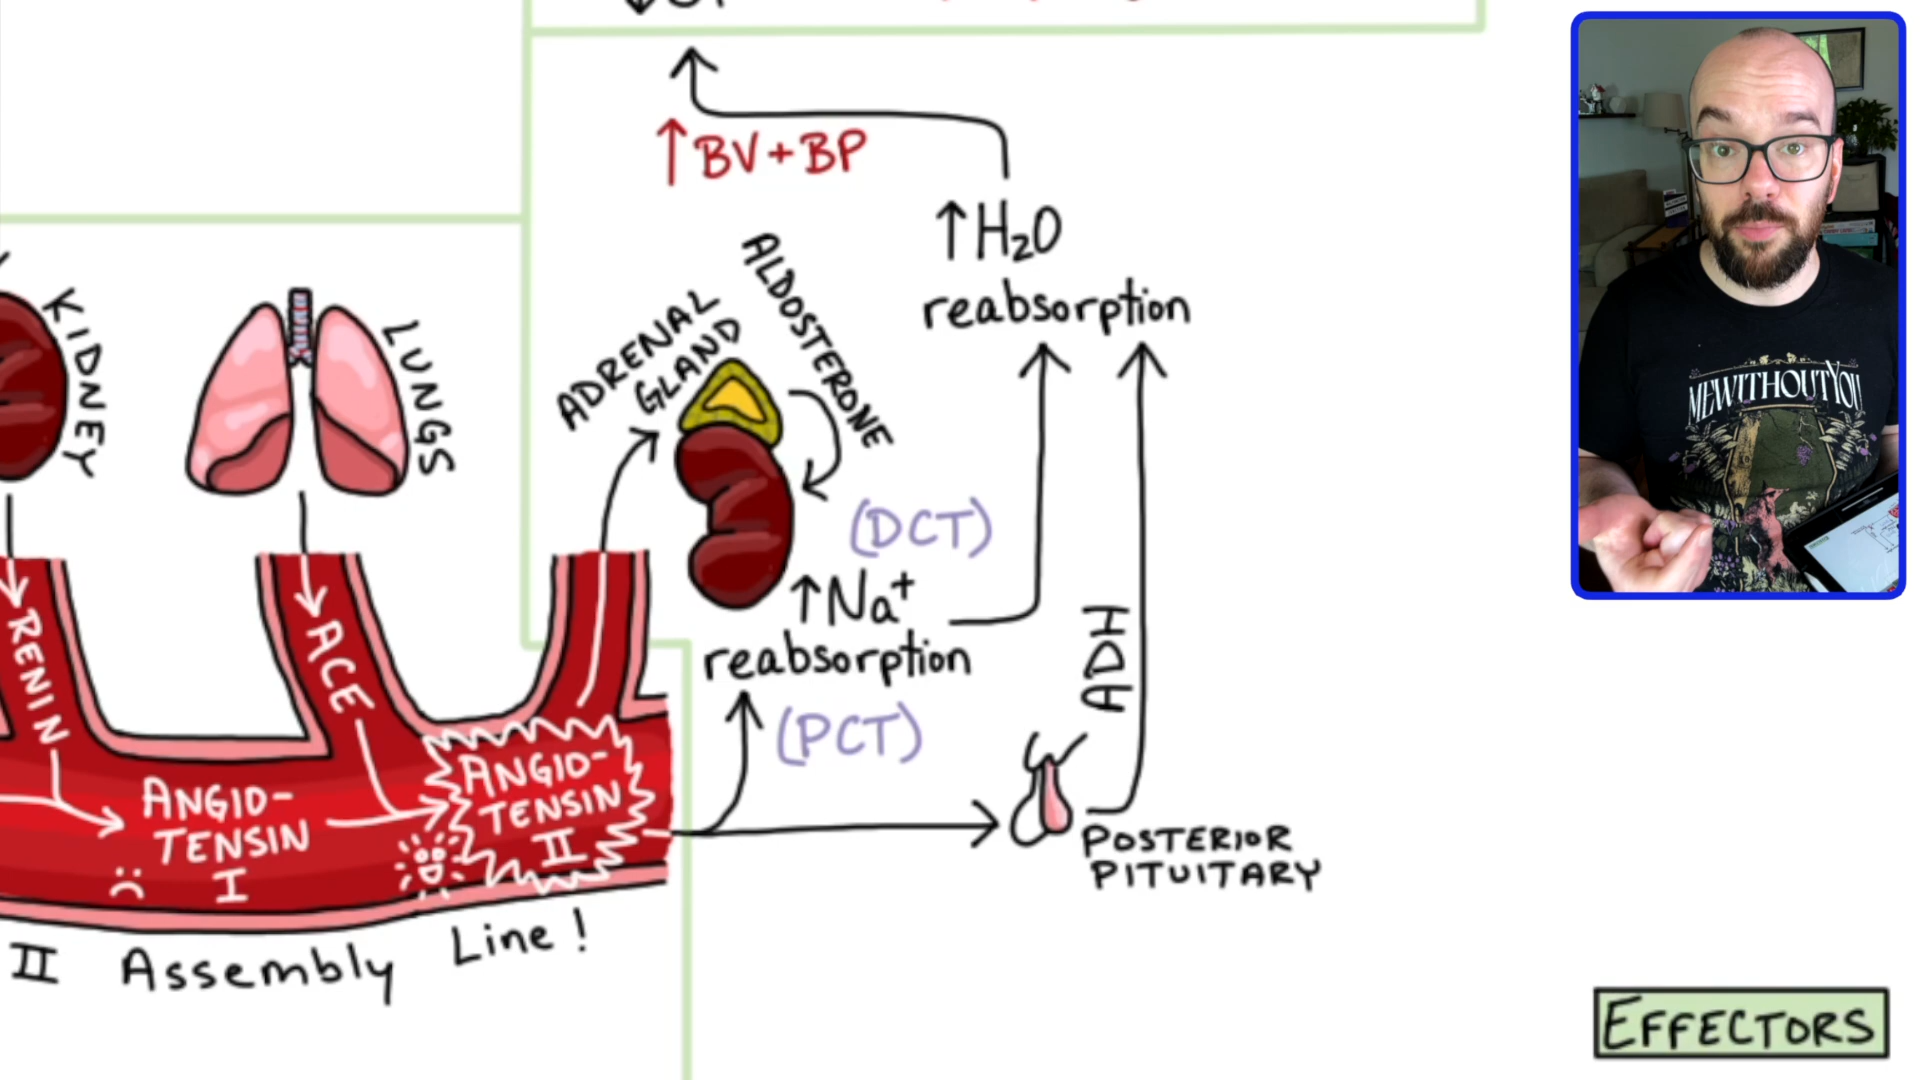 ↑BV+BP
↑H₂O
reabsorption
KIDNEY
LUNGS
ADRENAL
GLAND
ALDOSTERONE
(DCT)
↑Na⁺
reabsorption
(PCT)
ADH
RENIN
ACE
ANGIO-
TENSIN
I
ANGIO-
TENSIN
II
POSTERIOR
PITUITARY
II Assembly Line!
MEWITHOUTYOU
EFFECTORS